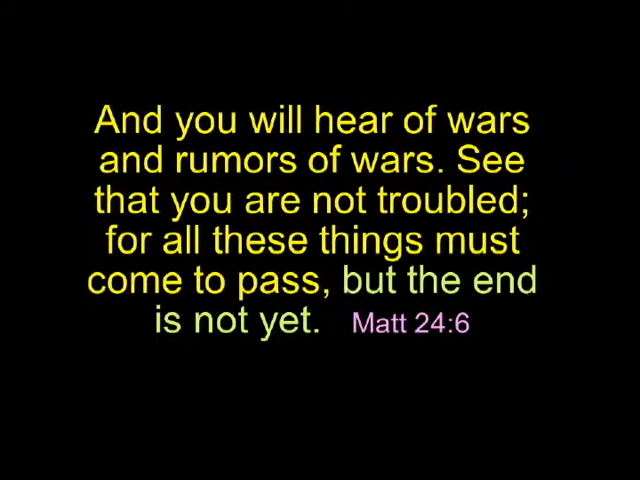 And you will hear of wars
and rumors of wars. See
that you are not troubled;
for all these things must
come to pass, but the end
is not yet. Matt 24:6